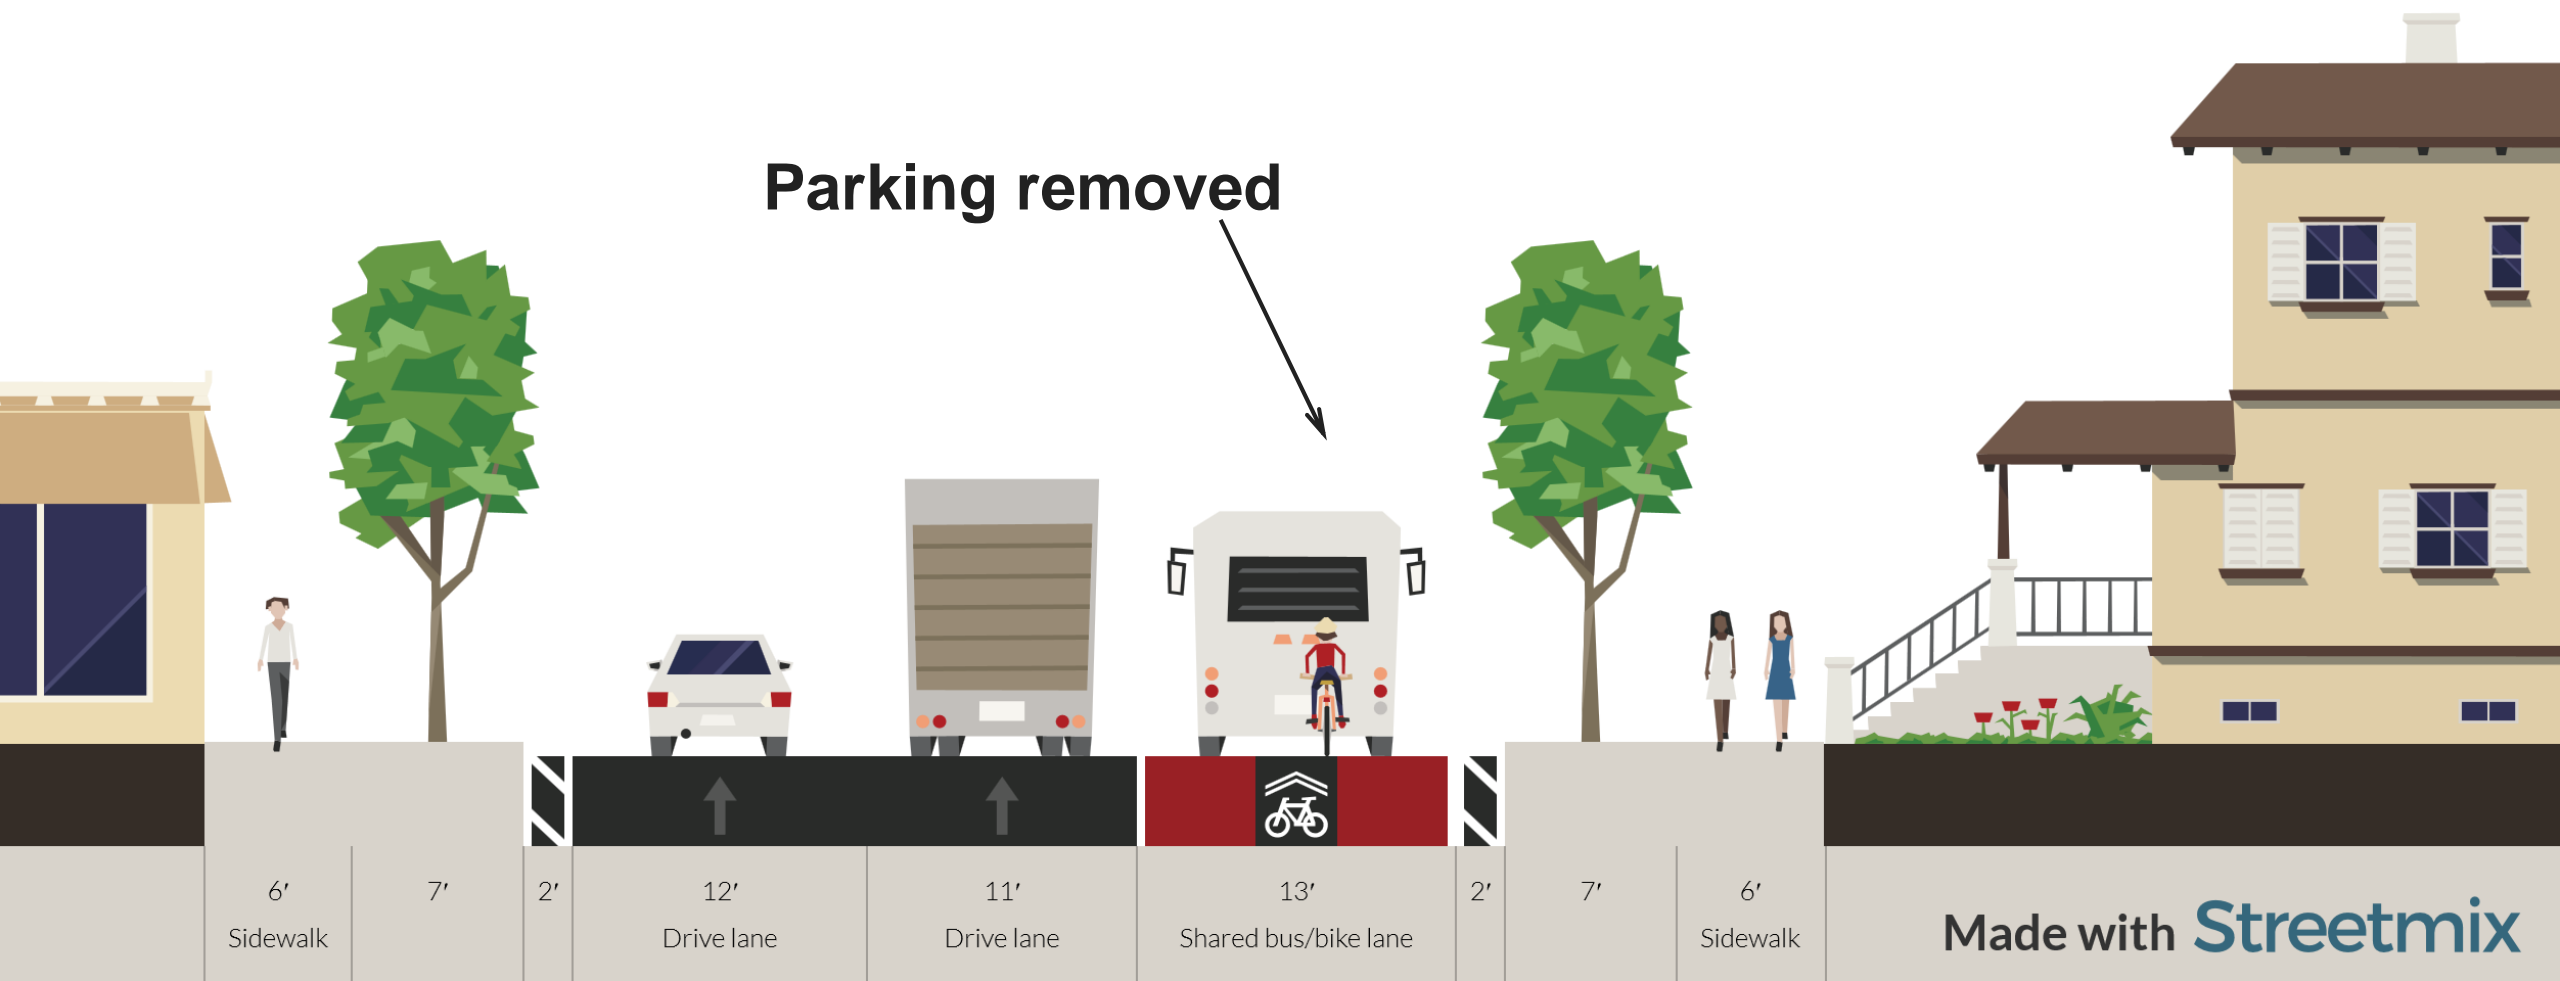 Parking removed
6′
7′
2′
12′
11′
13′
2′
7′
6′
Sidewalk
Drive lane
Drive lane
Shared bus/bike lane
Sidewalk
Made with Streetmix